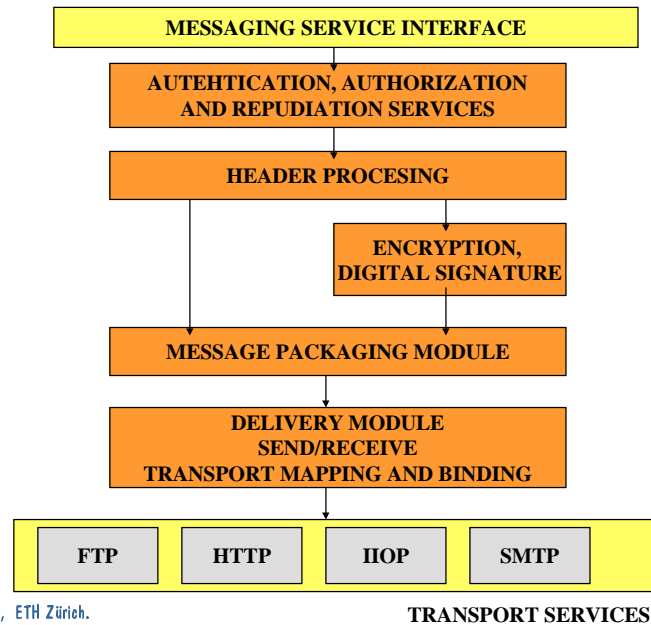 MESSAGING SERVICE INTERFACE
AUTEHTICATION, AUTHORIZATION
AND REPUDIATION SERVICES
HEADER PROCESING
ENCRYPTION,
DIGITAL SIGNATURE
MESSAGE PACKAGING MODULE
DELIVERY MODULE
SEND/RECEIVE
TRANSPORT MAPPING AND BINDING
FTP HTTP IIOP SMTP
, ETH Zürich.
TRANSPORT SERVICES